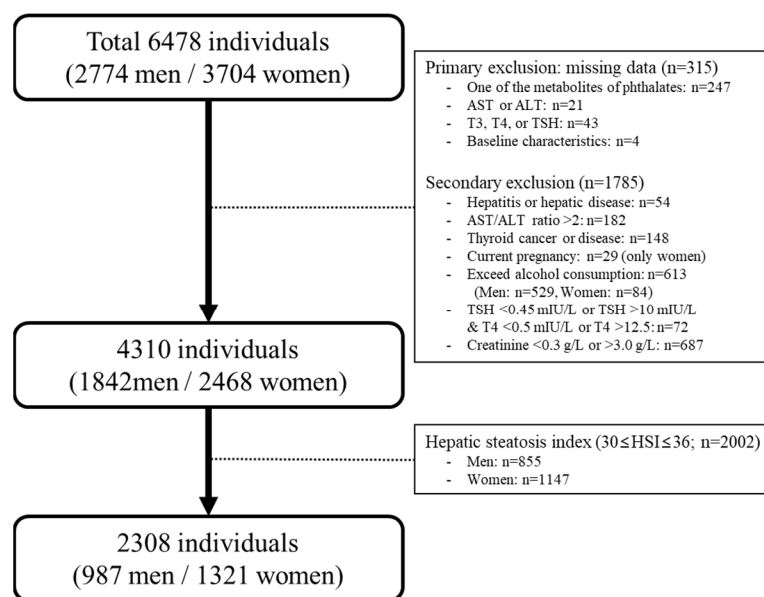 Total 6478 individuals
(2774 men / 3704 women)
Primary exclusion: missing data (n=315)
- One of the metabolites of phthalates: n=247
- AST or ALT: n=21
- T3, T4, or TSH: n=43
- Baseline characteristics: n=4
Secondary exclusion (n=1785)
- Hepatitis or hepatic disease: n=54
- AST/ALT ratio >2: n=182
- Thyroid cancer or disease: n=148
- Current pregnancy: n=29 (only women)
- Exceed alcohol consumption: n=613
(Men: n=529, Women: n=84)
- TSH <0.45 mIU/L or TSH >10 mIU/L
& T4 <0.5 mIU/L or T4 >12.5: n=72
- Creatinine <0.3 g/L or >3.0 g/L: n=687
4310 individuals
(1842men / 2468 women)
Hepatic steatosis index (30≤HSI≤36; n=2002)
- Men: n=855
- Women: n=1147
2308 individuals
(987 men / 1321 women)